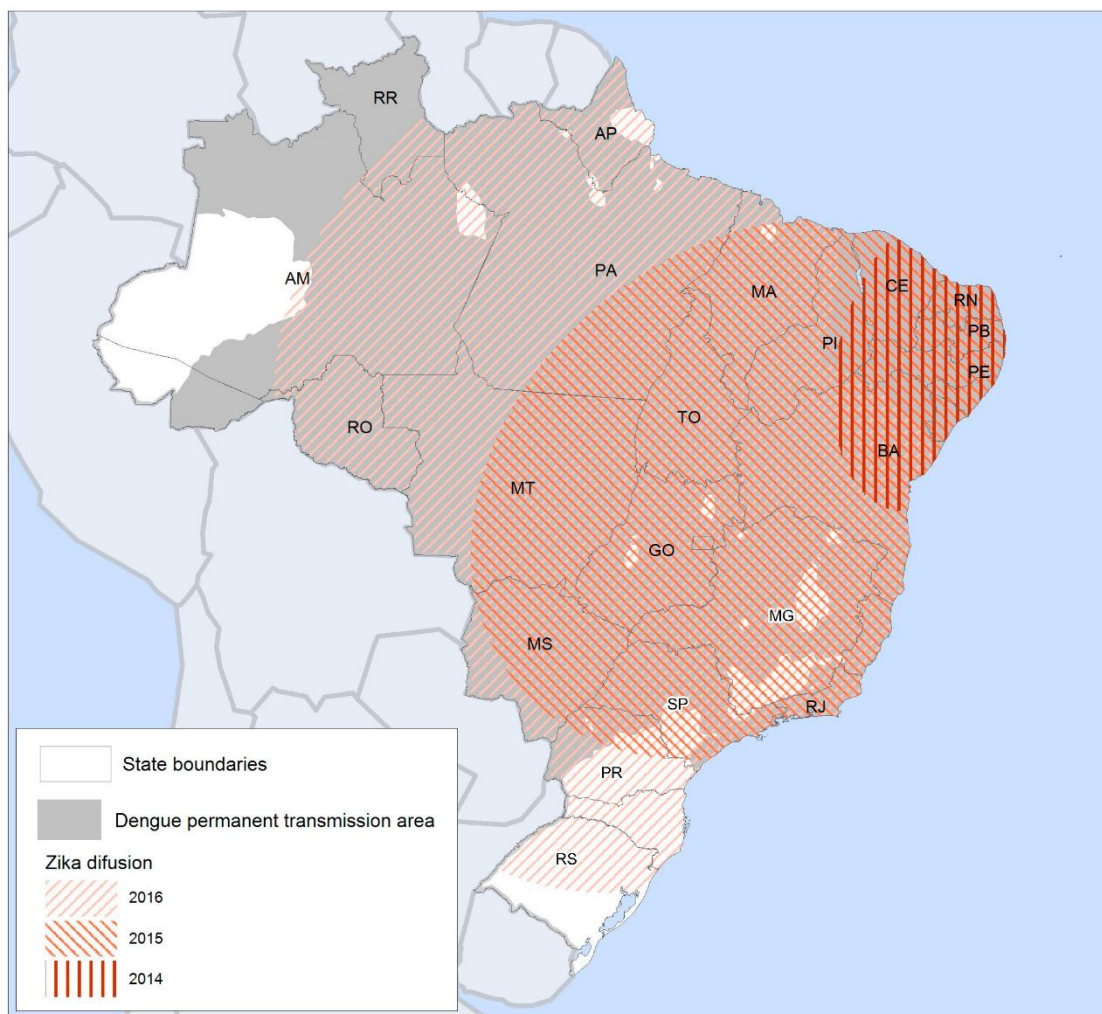 RR
AP
AM
PA
MA
CE
RN
PB
PI
PE
TO
RO
BA
MT
GO
MG
MS
SP
RJ
PR
RS
State boundaries
Dengue permanent transmission area
Zika difusion
2016
2015
2014